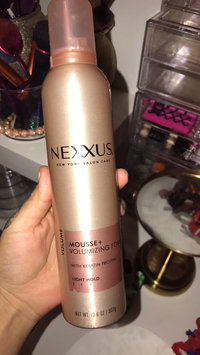 NEXXUS
NEW YORK SALON CARE
VOLUME
MOUSSE+
VOLUMIZING FOAM
WITH KERATIN PROTEIN
LIGHT HOLD
NET WT. 10.6 OZ